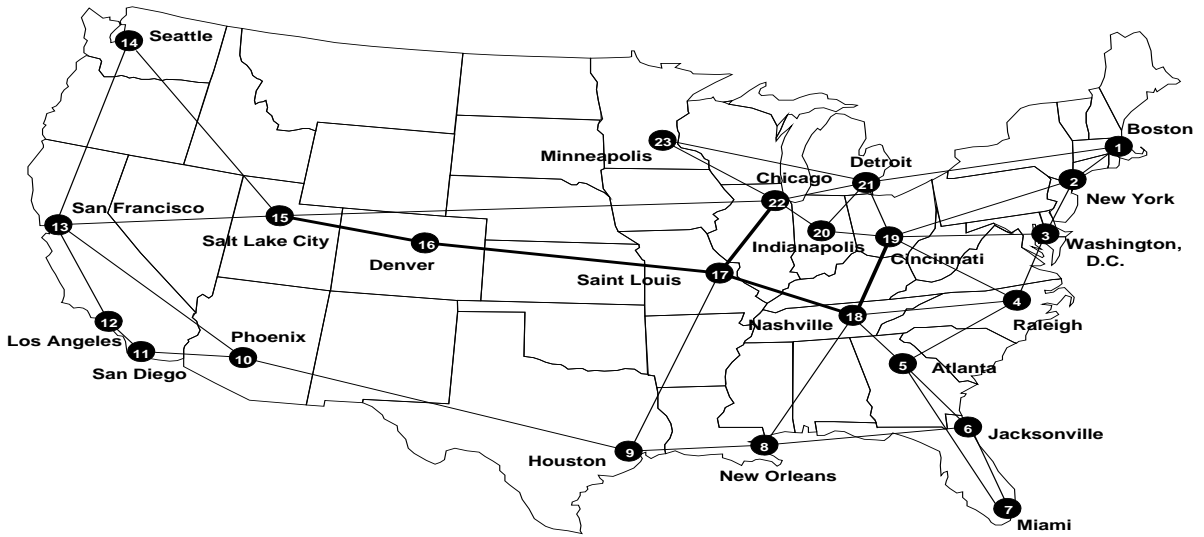 14 Seattle
Boston
1
23
Minneapolis
Detroit
21
Chicago
22
2
New York
San Francisco
13
15
Salt Lake City
20
Indianapolis
19
Cincinnati
3
Washington,
D.C.
16
Denver
17
Saint Louis
4
Raleigh
18
Nashville
12
Los Angeles
11
San Diego
Phoenix
10
5
Atlanta
6
Jacksonville
8
New Orleans
9
Houston
7
Miami